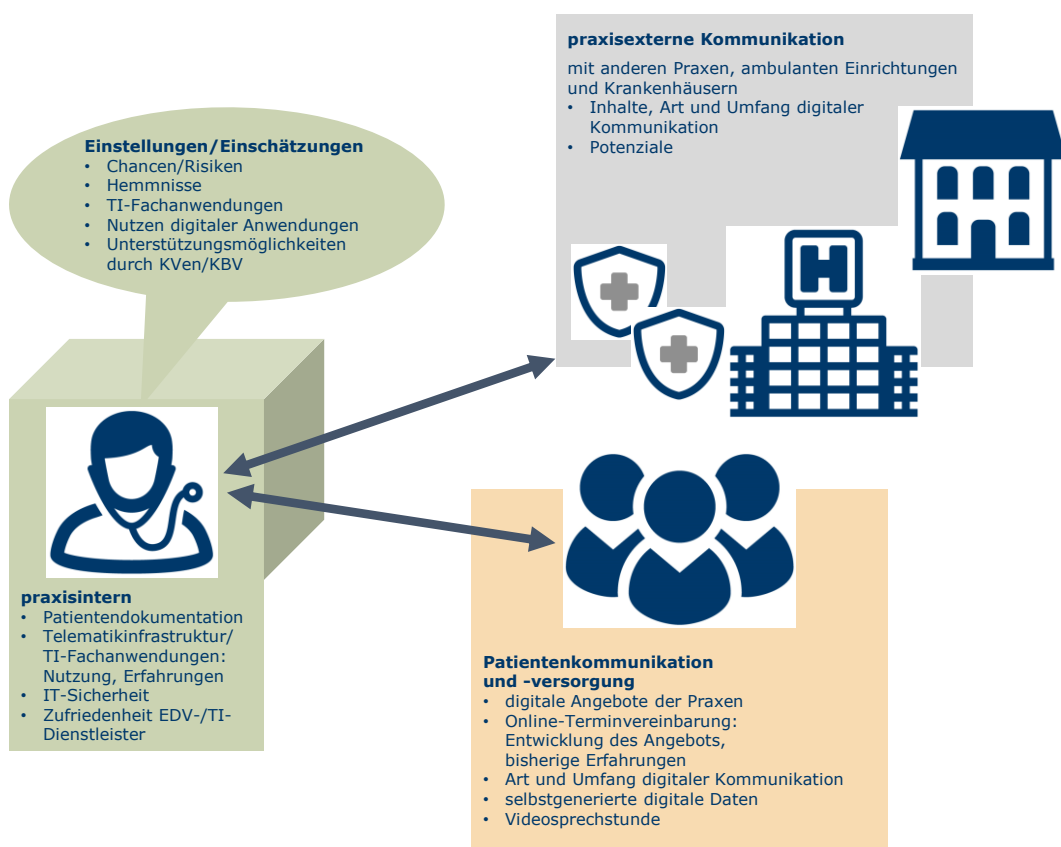 praxisexterne Kommunikation
mit anderen Praxen, ambulanten Einrichtungen
und Krankenhäusern
• Inhalte, Art und Umfang digitaler
Kommunikation
• Potenziale
H
Einstellungen/Einschätzungen
• Chancen/Risiken
• Hemmnisse
• TI-Fachanwendungen
• Nutzen digitaler Anwendungen
• Unterstützungsmöglichkeiten
durch KVen/KBV
praxisintern
• Patientendokumentation
• Telematikinfrastruktur/
TI-Fachanwendungen:
Nutzung, Erfahrungen
• IT-Sicherheit
• Zufriedenheit EDV-/TI-
Dienstleister
Patientenkommunikation
und -versorgung
• digitale Angebote der Praxen
• Online-Terminvereinbarung:
Entwicklung des Angebots,
bisherige Erfahrungen
• Art und Umfang digitaler Kommunikation
• selbstgenerierte digitale Daten
• Videosprechstunde